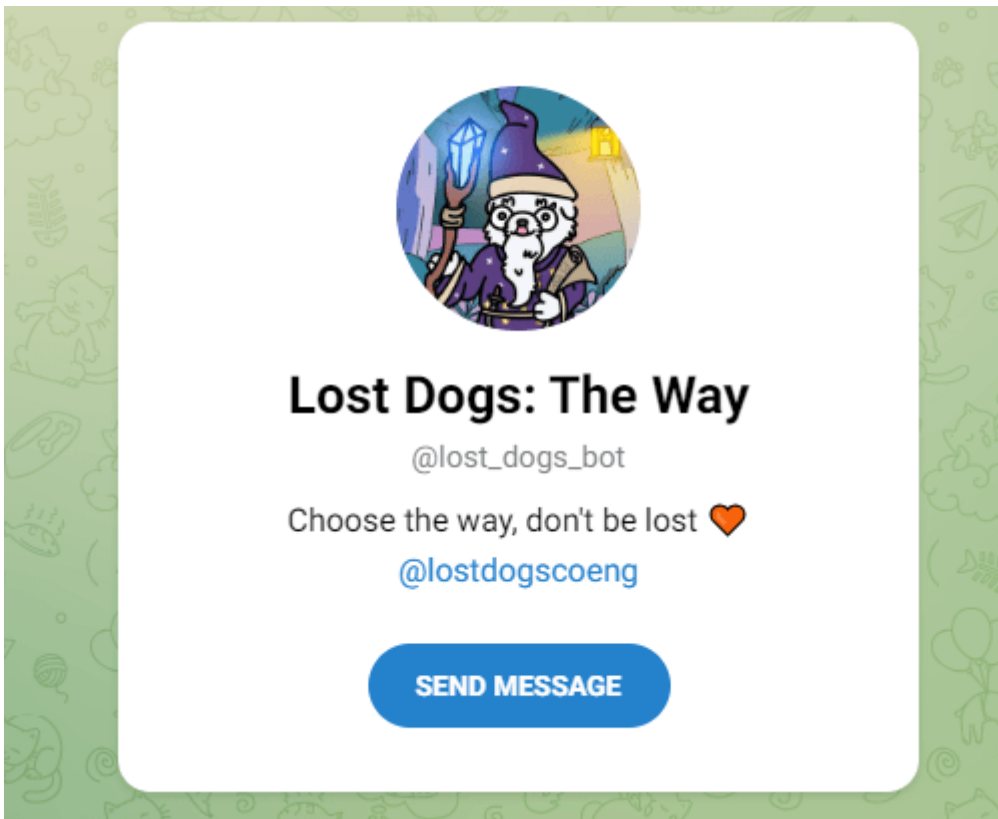 Lost Dogs: The Way
@lost_dogs_bot
Choose the way, don't be lost 🧡
@lostdogscoeng
SEND MESSAGE